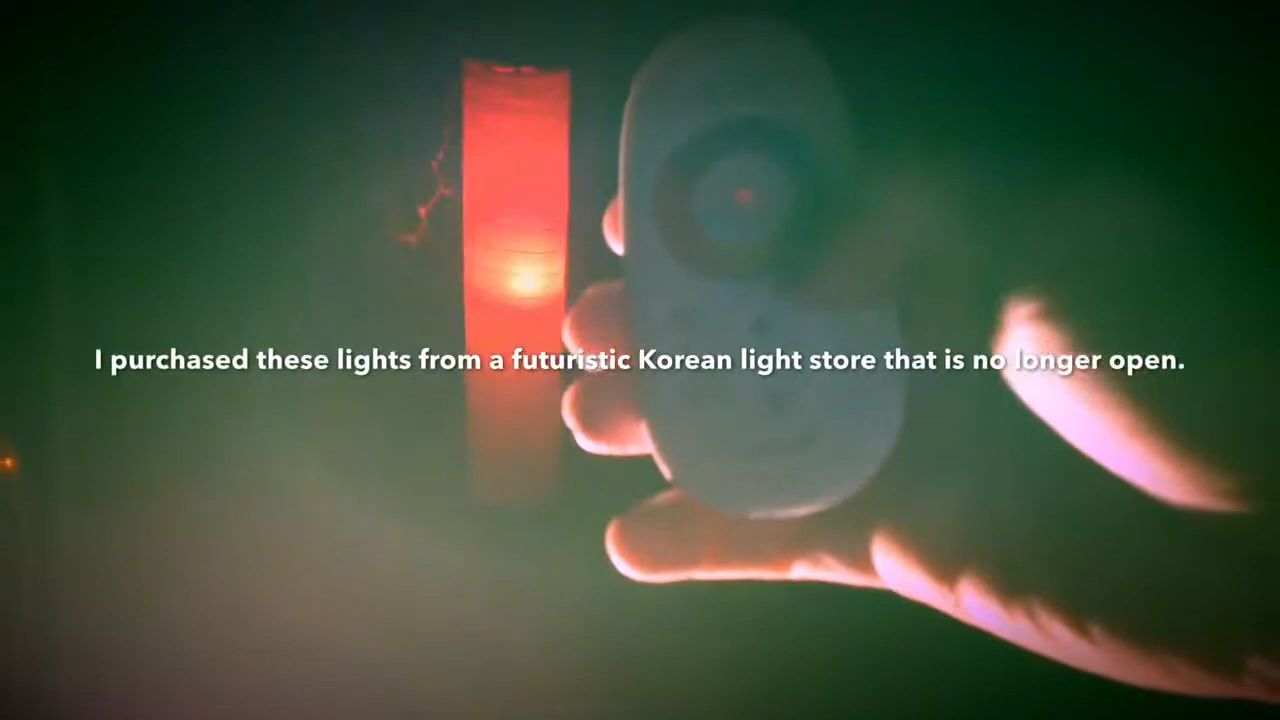 I purchased these lights from a futuristic Korean light store that is no longer open.